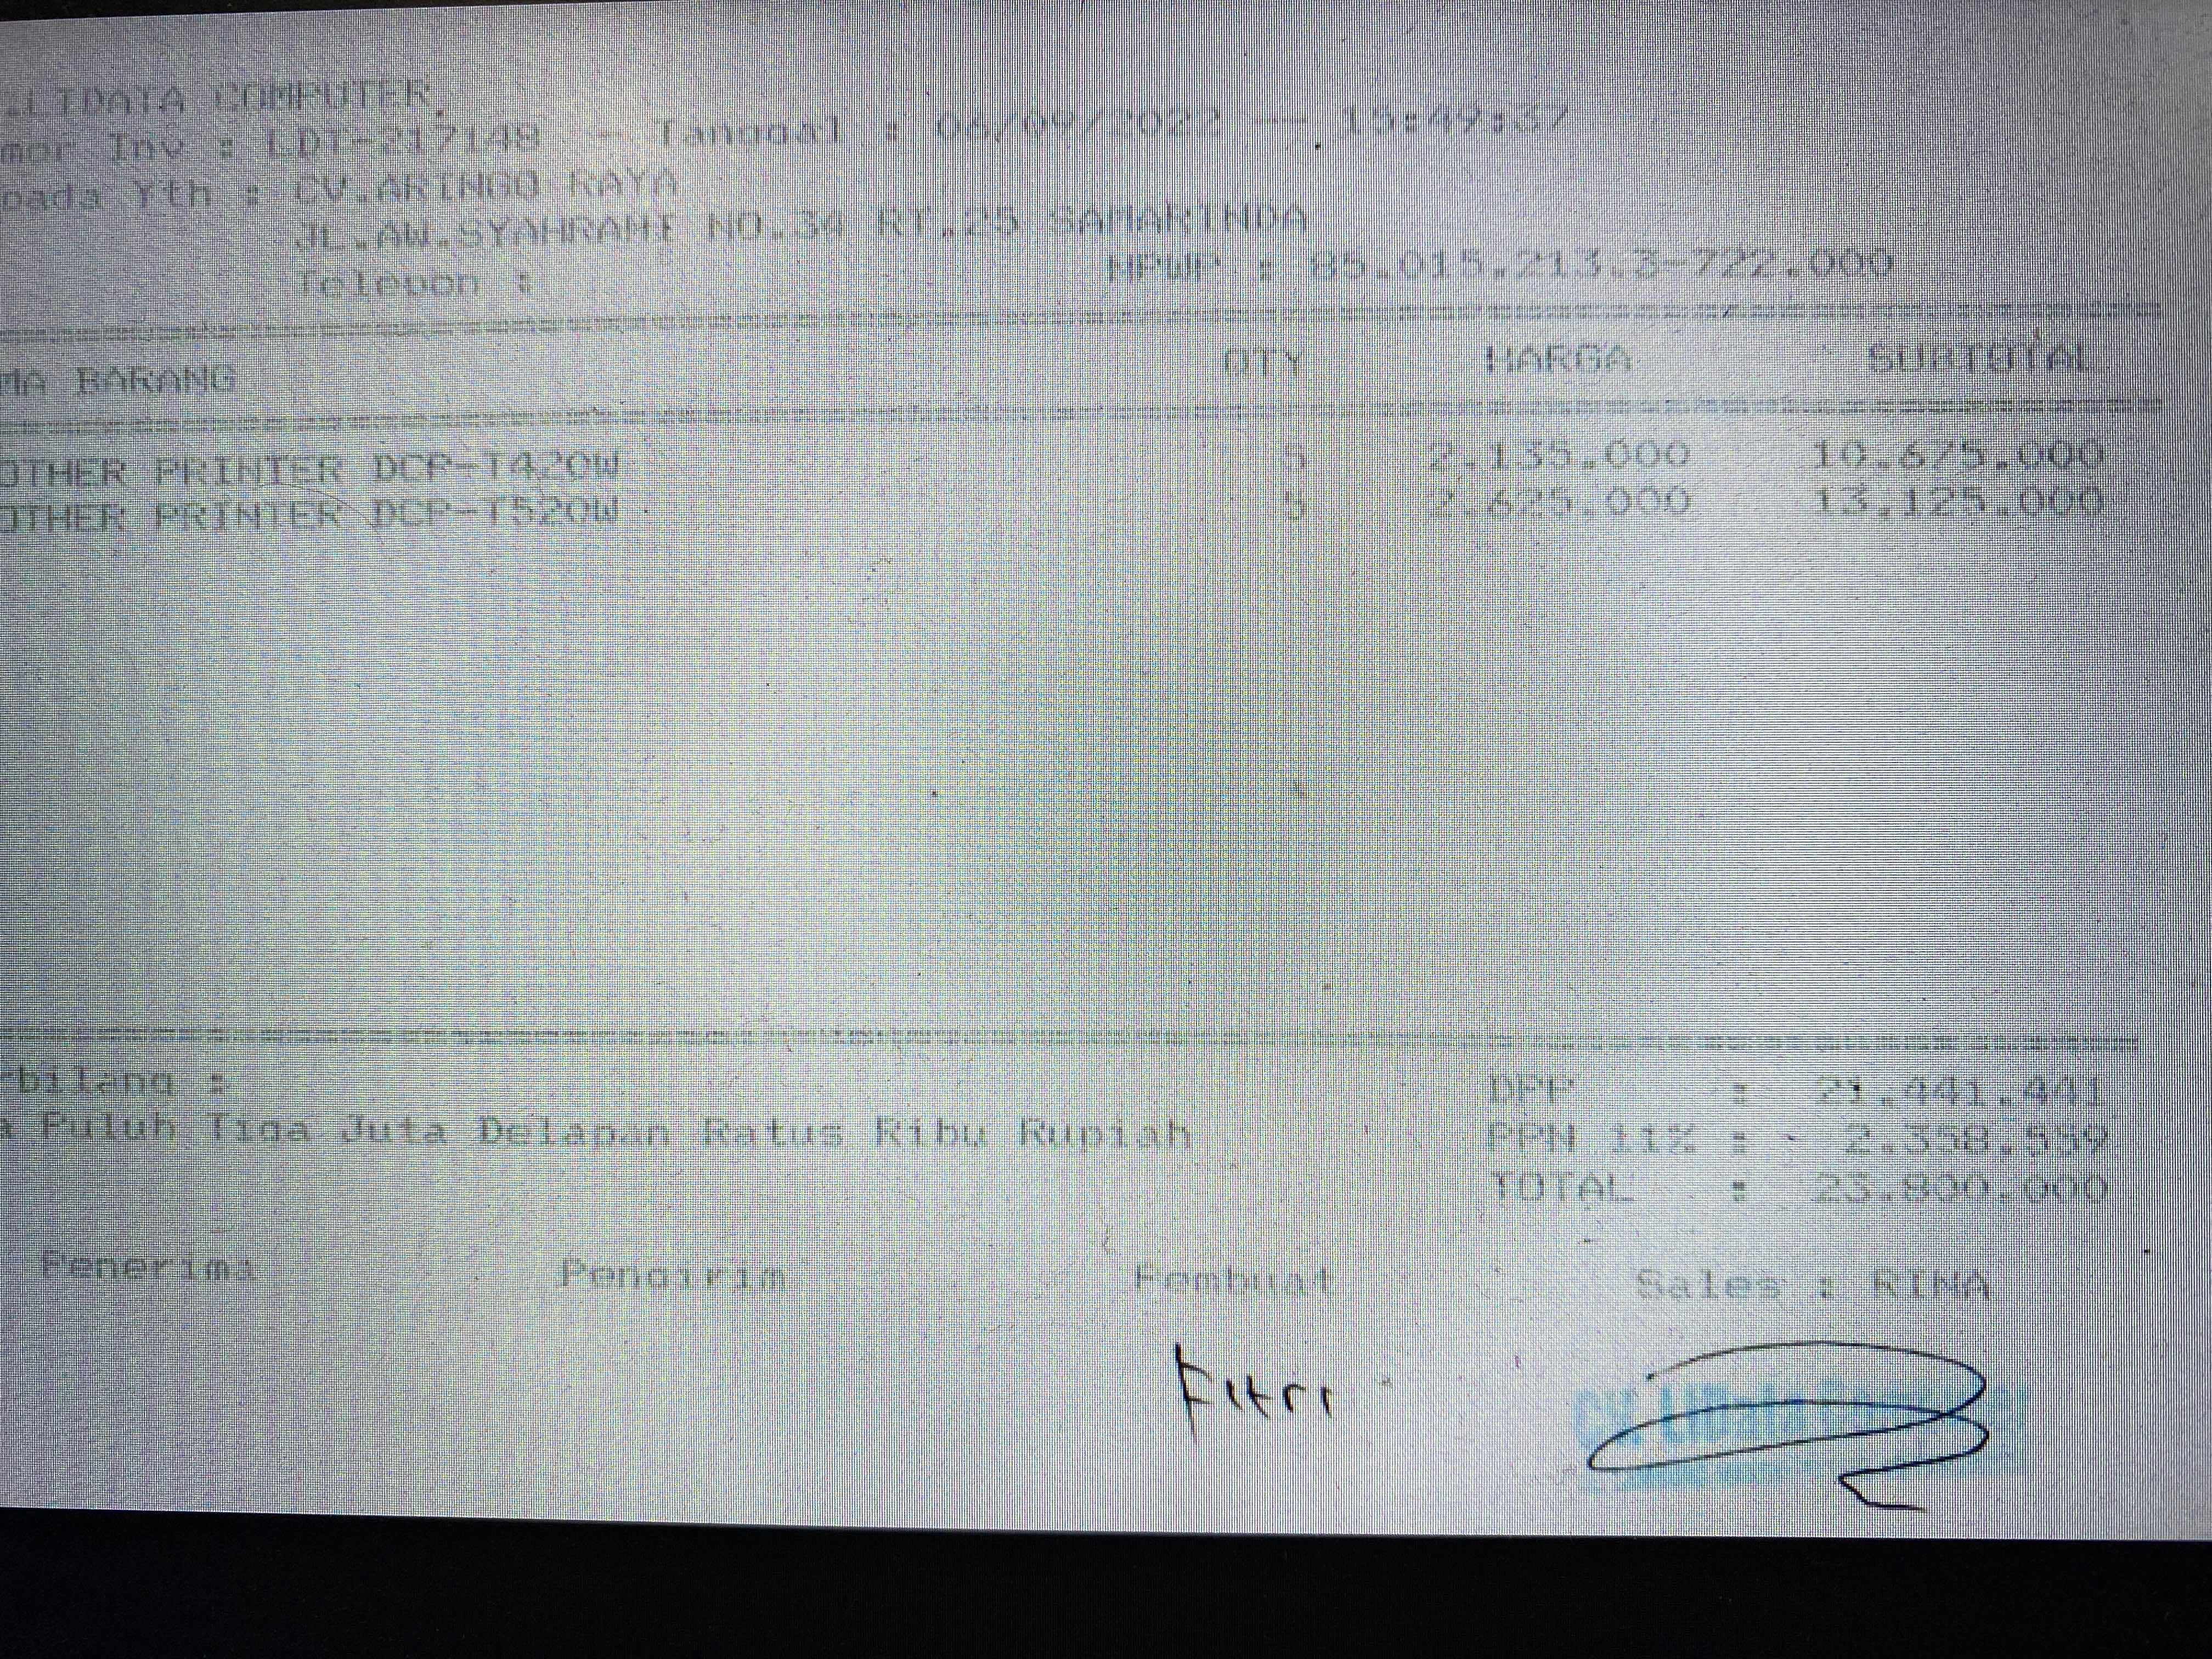 COMPUTER
Inv : LDT-217148 - Tanggal : 06/09/2022 -- 15:49:37
Yth : CV.ARINGO RAYA
JL.AW.SYAHRANI NO.34 RT.25 SAMARINDA
Telepon : NPWP : 85.015.213.3-722.000
MA BARANG QTY HARGA SUBTOTAL
OTHER PRINTER DCP-T420W 5 2.135.000 10.675.000
OTHER PRINTER DCP-T520W 5 2.625.000 13.125.000
rbilang : DPP : 21.441.441
a Puluh Tiga Juta Delapan Ratus Ribu Rupiah PPN 11% : 2.358.559
TOTAL : 23.800.000
Penerima Pengirim Pembuat Sales : RINA
Fitri